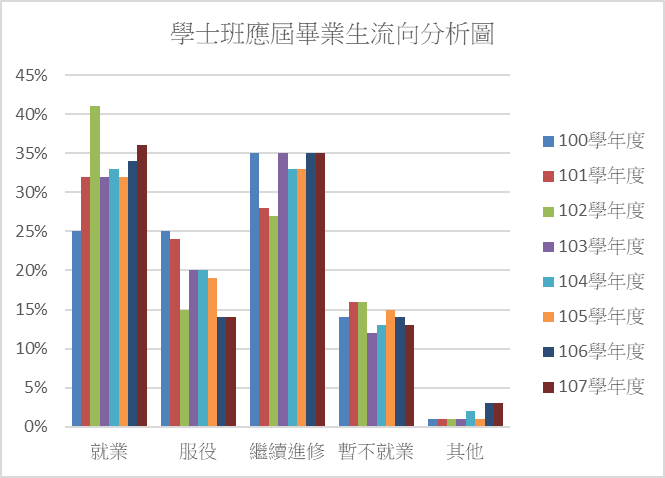 學士班應屆畢業生流向分析圖
45%
40%
35%
30%
25%
20%
15%
10%
5%
0%
就業 服役 繼續進修 暫不就業 其他
100學年度
101學年度
102學年度
103學年度
104學年度
105學年度
106學年度
107學年度